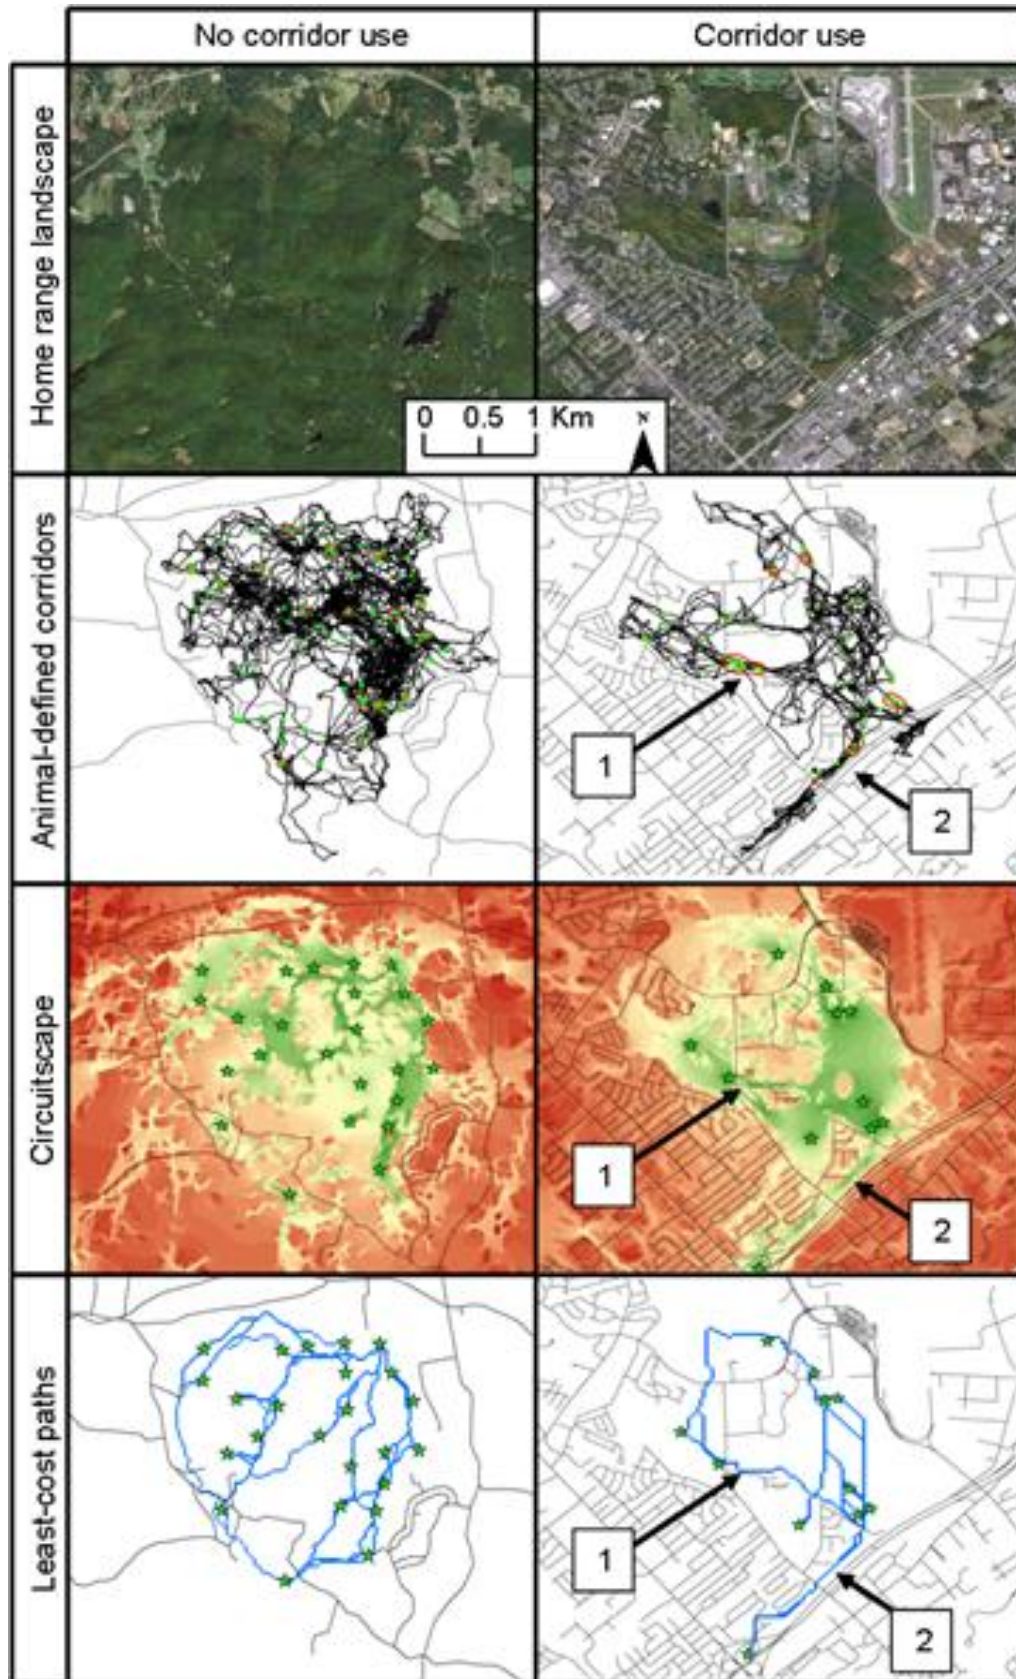 No corridor use
Corridor use
Home range landscape
0 0.5 1 Km
N
Animal-defined corridors
1
2
Circuitscape
1
2
Least-cost paths
1
2